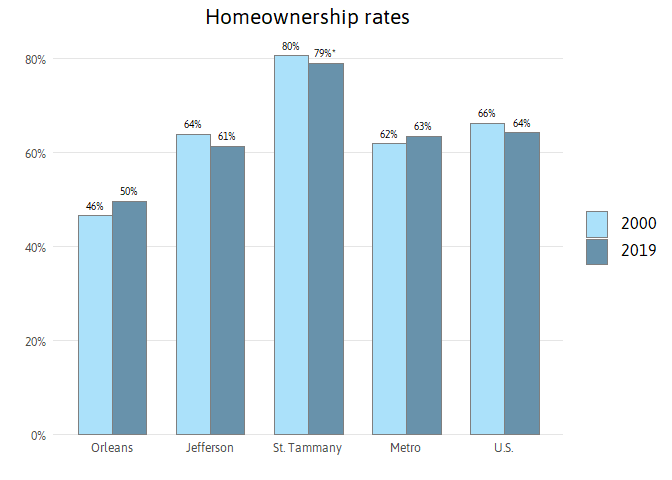 Homeownership rates
80%
60%
40%
20%
0%
46%
50%
64%
61%
80%
79%*
62%
63%
66%
64%
Orleans
Jefferson
St. Tammany
Metro
U.S.
2000
2019